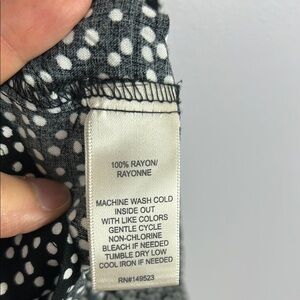 100% RAYON/
RAYONNE
MACHINE WASH COLD
INSIDE OUT
WITH LIKE COLORS
GENTLE CYCLE
NON-CHLORINE
BLEACH IF NEEDED
TUMBLE DRY LOW
COOL IRON IF NEEDED
RN#149523